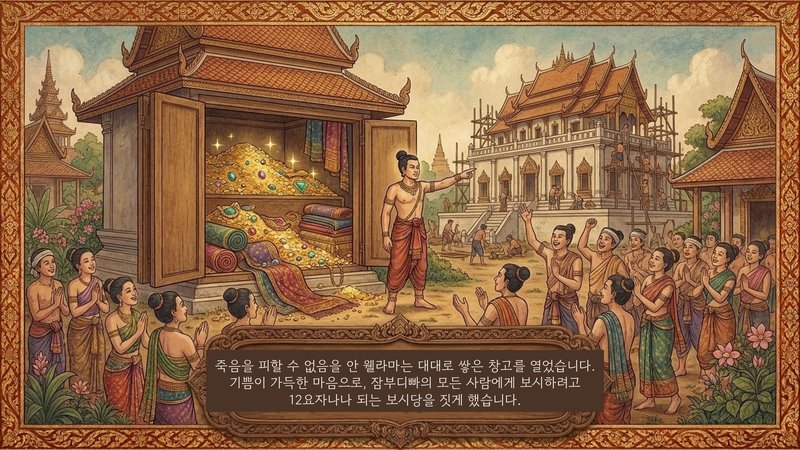 죽음을 피할 수 없음을 안 웰라마는 대대로 쌓은 창고를 열었습니다.
기쁨이 가득한 마음으로, 잠부디빠의 모든 사람에게 보시하려고
12요자나나 되는 보시당을 짓게 했습니다.